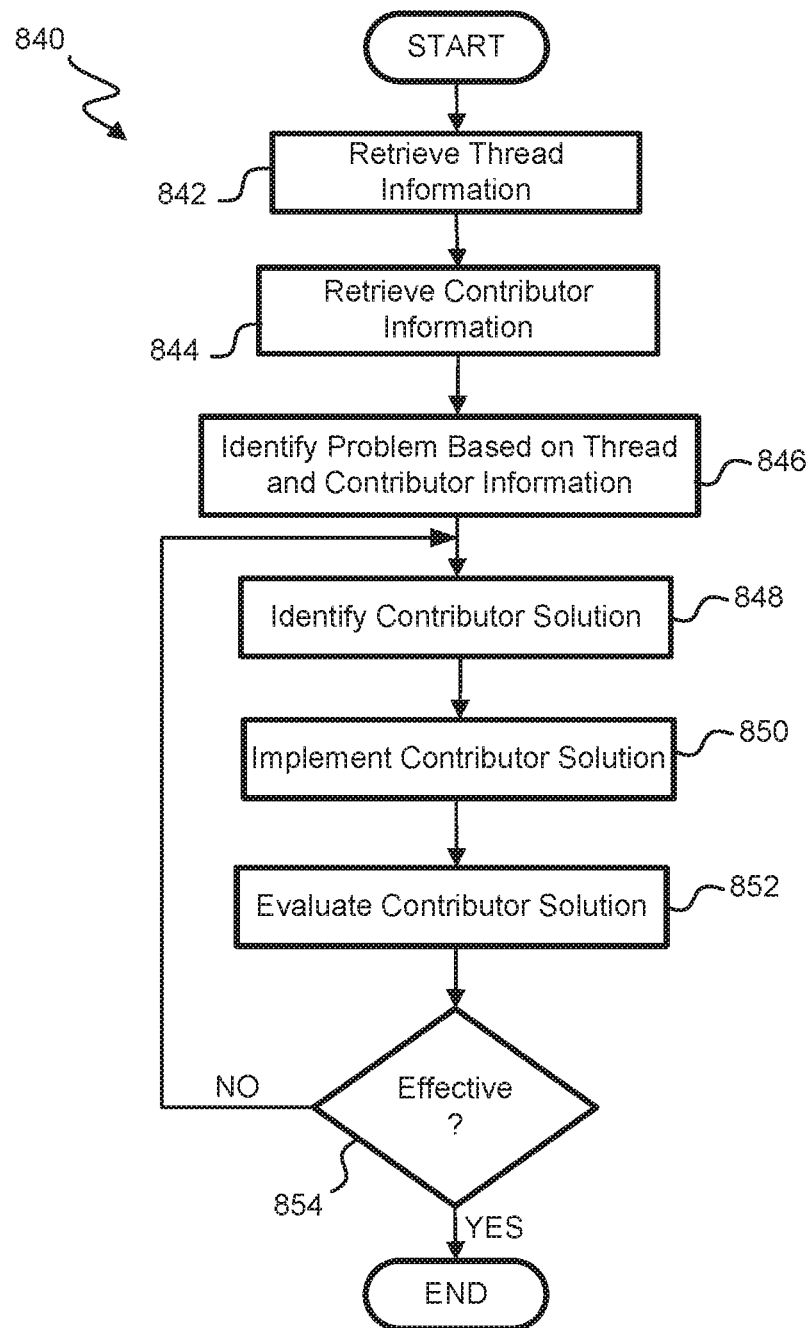 840
START
Retrieve Thread
Information
842
Retrieve Contributor
Information
844
Identify Problem Based on Thread
and Contributor Information
846
Identify Contributor Solution
848
Implement Contributor Solution
850
Evaluate Contributor Solution
852
Effective
?
NO
854
YES
END